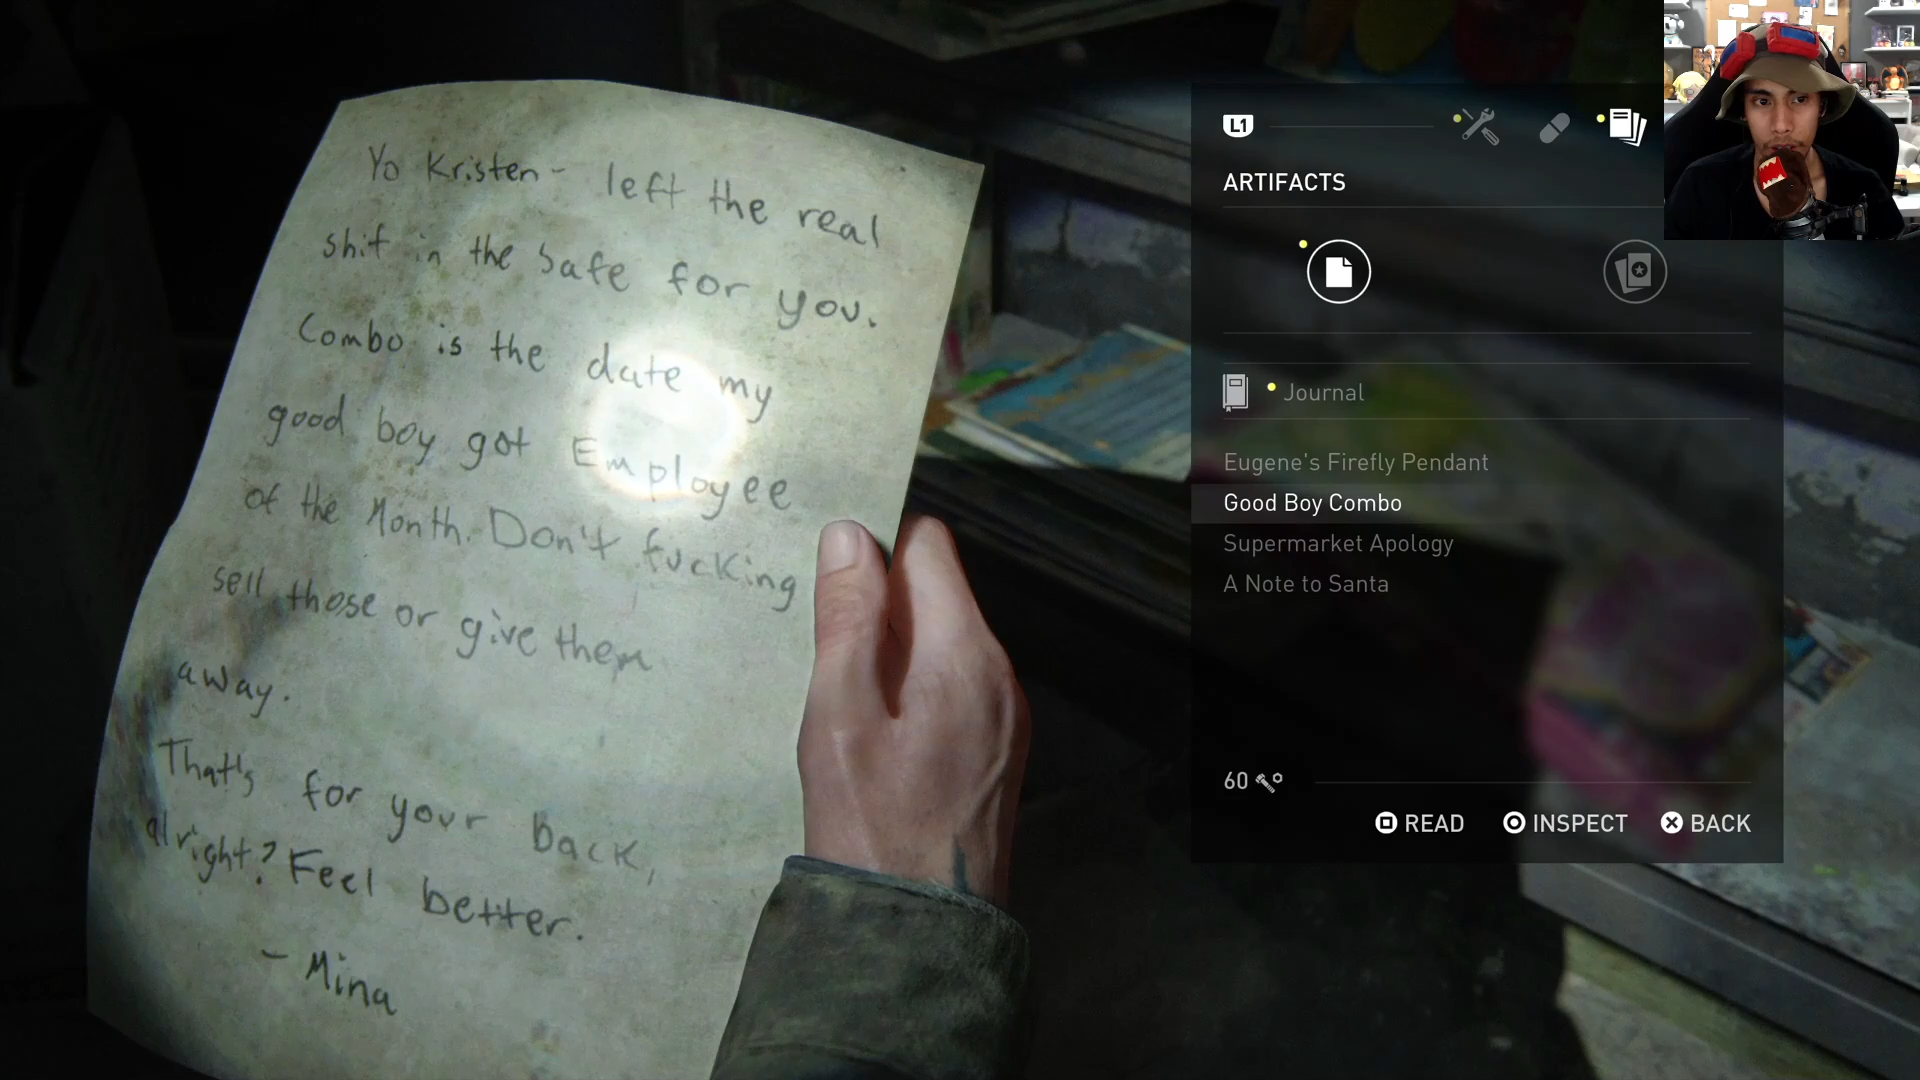 Yo Kristen - left the real
shit in the safe for you.
Combo is the date my
good boy got Employee
of the Month. Don't fucking
sell those or give them
away.
That's for your back,
alright? Feel better.
- Mina
L1
ARTIFACTS
Journal
Eugene's Firefly Pendant
Good Boy Combo
Supermarket Apology
A Note to Santa
60
READ INSPECT BACK